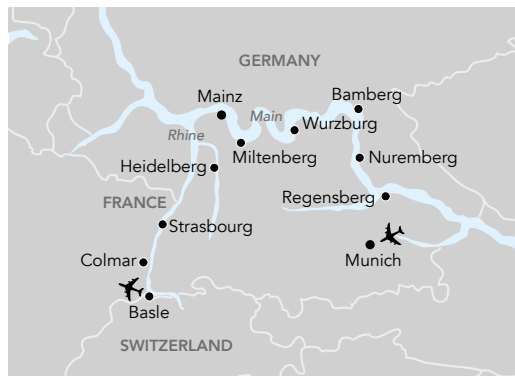 GERMANY
Bamberg
Mainz
Main
Wurzburg
Rhine
Miltenberg
Nuremberg
Heidelberg
Regensberg
FRANCE
Strasbourg
Munich
Colmar
Basle
SWITZERLAND